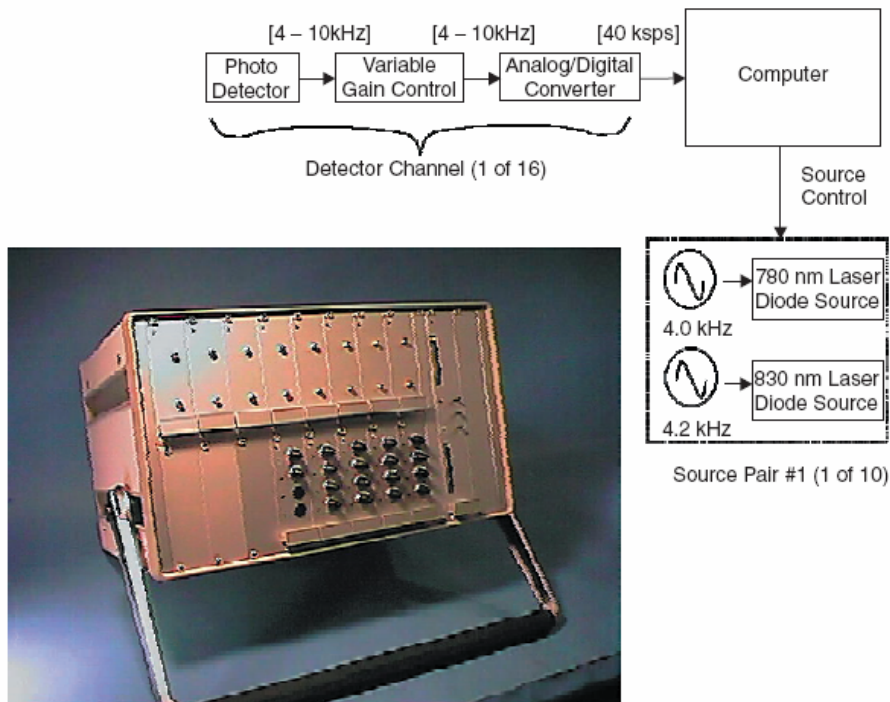 [4 – 10kHz] [4 – 10kHz] [40 ksps]
Photo
Detector
Variable
Gain Control
Analog/Digital
Converter
Computer
Detector Channel (1 of 16)
Source
Control
780 nm Laser
Diode Source
4.0 kHz
830 nm Laser
Diode Source
4.2 kHz
Source Pair #1 (1 of 10)